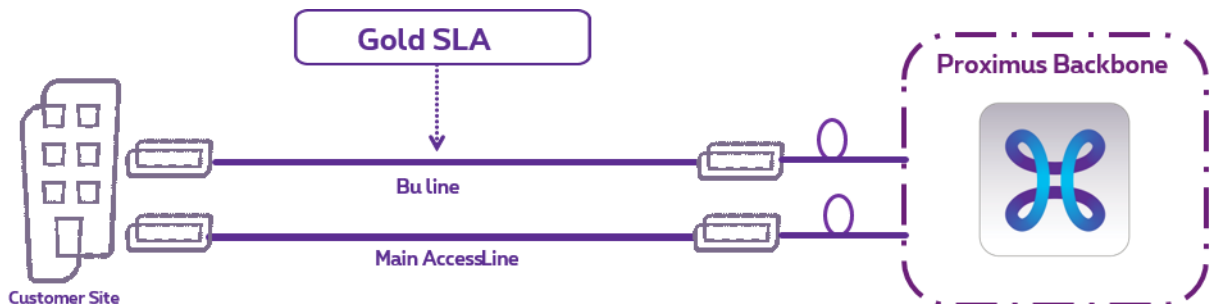 Gold SLA
Proximus Backbone
Bu line
Main AccessLine
Customer Site